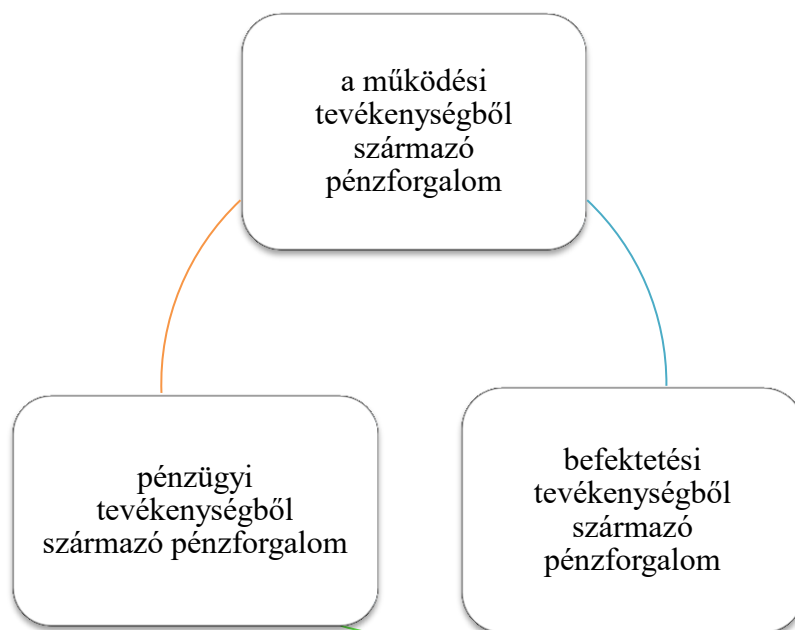 a működési
tevékenységből
származó
pénzforgalom
pénzügyi
tevékenységből
származó pénzforgalom
befektetési
tevékenységből
származó
pénzforgalom